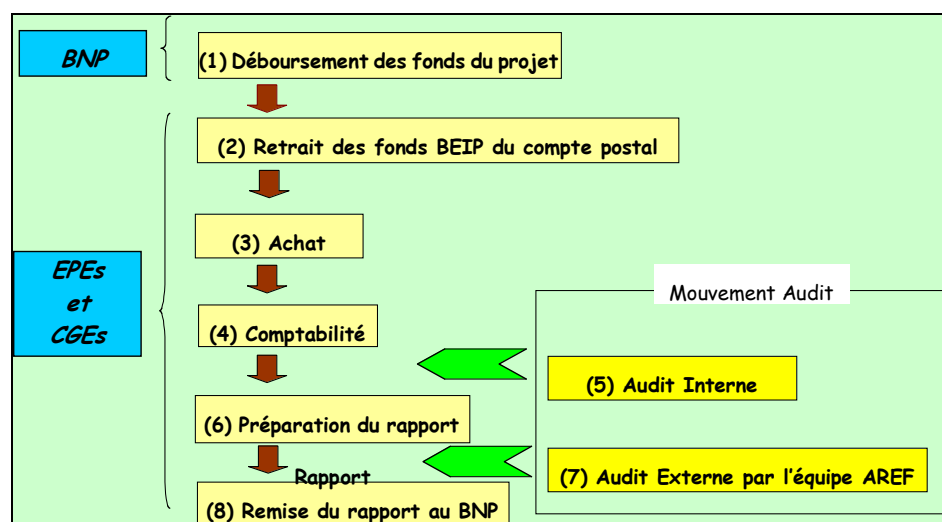 BNP
(1) Déboursement des fonds du projet
(2) Retrait des fonds BEIP du compte postal
(3) Achat
EPEs
et
CGEs
Mouvement Audit
(4) Comptabilité
(5) Audit Interne
(6) Préparation du rapport
Rapport
(7) Audit Externe par l'équipe AREF
(8) Remise du rapport au BNP